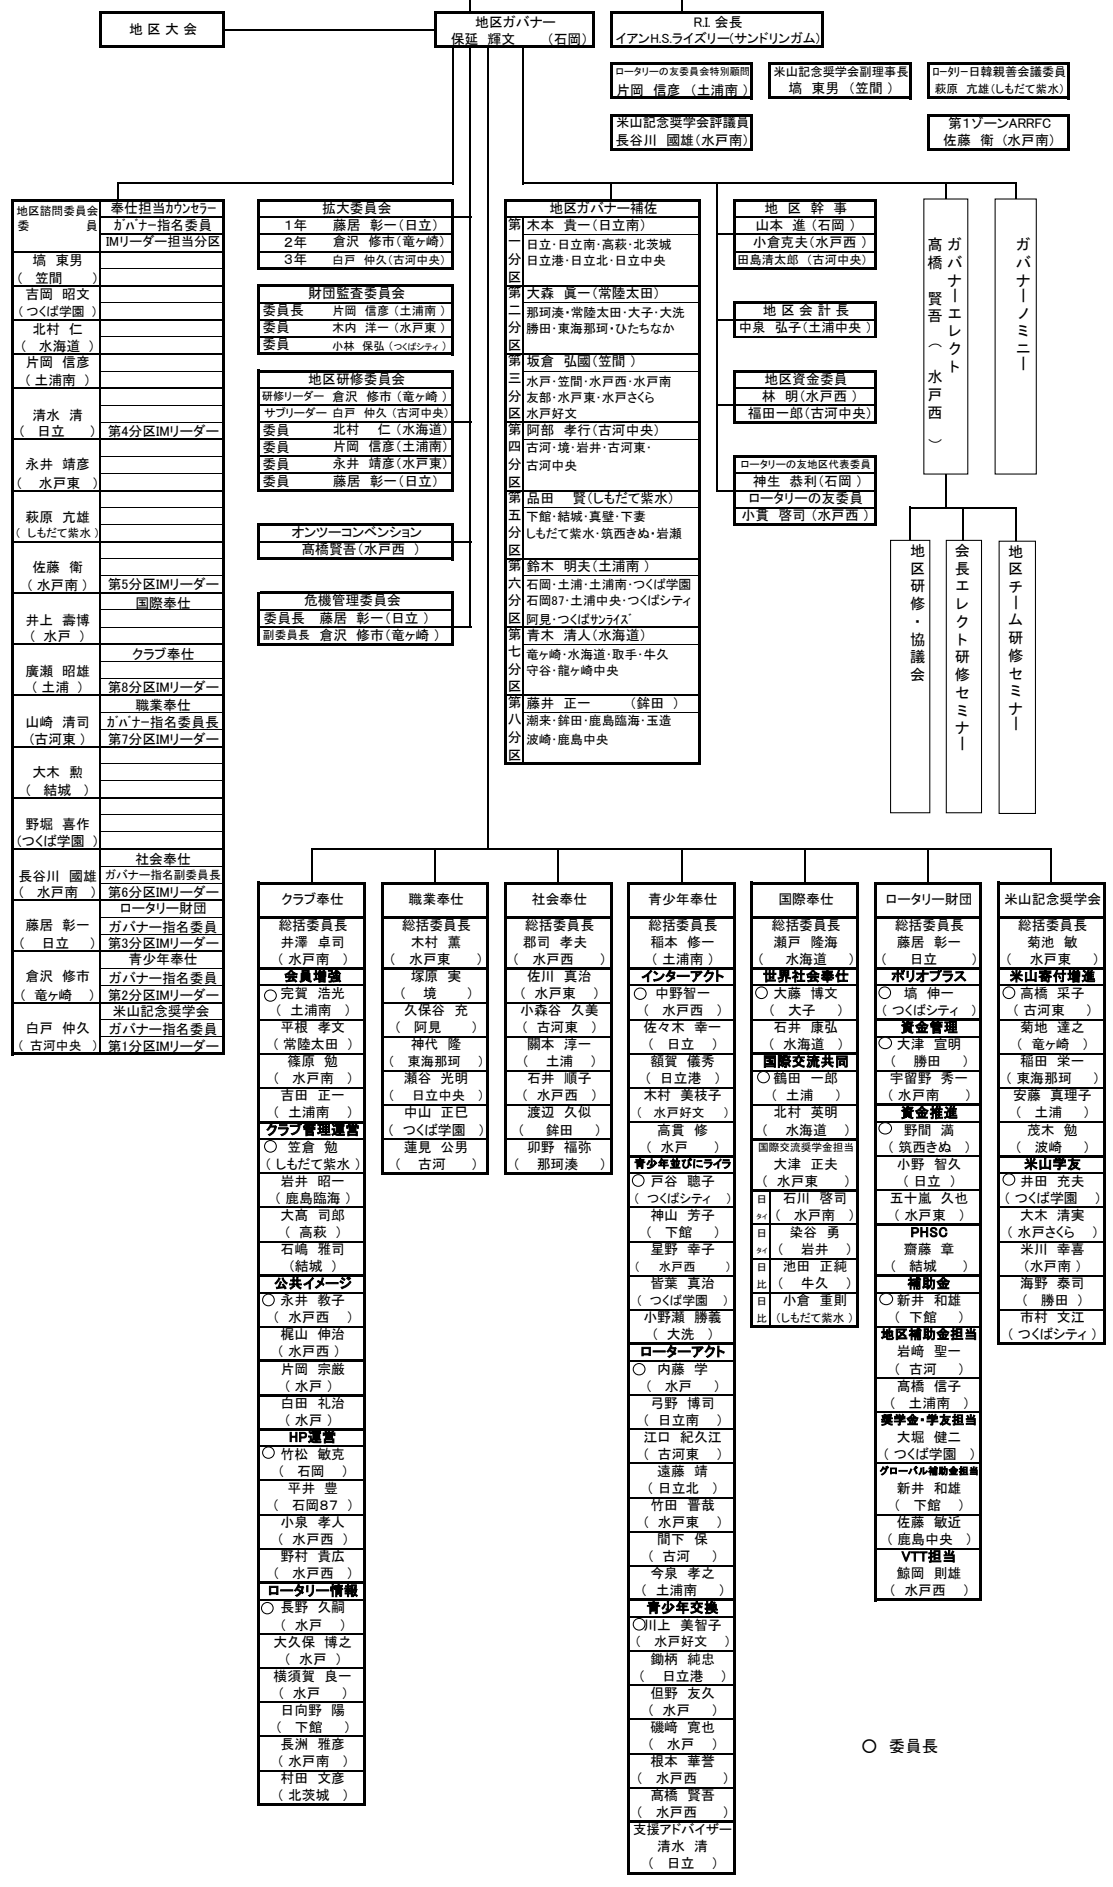 地 区 大 会
地区ガバナー
保延 輝文 (石岡)
R.I. 会長
イアンH.S.ライズリー(サンドリンガム)
ロータリーの友委員会特別顧問
片岡 信彦 (土浦南 )
米山記念奨学会副理事長
塙 東男 (笠間 )
ロータリー日韓親善会議委員
萩原 亢雄(しもだて紫水)
米山記念奨学会評議員
長谷川 國雄(水戸南)
第1ゾーンARRFC
佐藤 衛 (水戸南)
地区諮問委員会
委 員
奉仕担当カウンセラー
ガバナー指名委員
IMリーダー担当分区
塙 東男
( 笠間 )
吉岡 昭文
( つくば学園 )
北村 仁
( 水海道 )
片岡 信彦
( 土浦南 )
清水 清
( 日立 )
第4分区IMリーダー
永井 靖彦
( 水戸東 )
萩原 亢雄
( しもだて紫水 )
佐藤 衛
( 水戸南 )
第5分区IMリーダー
井上 壽博
( 水戸 )
国際奉仕
廣瀬 昭雄
( 土浦 )
クラブ奉仕
第8分区IMリーダー
山崎 清司
(古河東 )
職業奉仕
ガバナー指名委員長
第7分区IMリーダー
大木 勲
( 結城 )
野堀 喜作
(つくば学園 )
長谷川 國雄
( 水戸南 )
社会奉仕
ガバナー指名副委員長
第6分区IMリーダー
藤居 彰一
( 日立 )
ロータリー財団
ガバナー指名委員
第3分区IMリーダー
倉沢 修市
( 竜ヶ崎 )
青少年奉仕
ガバナー指名委員
第2分区IMリーダー
白戸 仲久
( 古河中央 )
米山記念奨学会
ガバナー指名委員
第1分区IMリーダー
拡大委員会
1年 藤居 彰一(日立)
2年 倉沢 修市(竜ヶ崎)
3年 白戸 仲久(古河中央)
財団監査委員会
委員長 片岡 信彦(土浦南 )
委員 木内 洋一(水戸東 )
委員 小林 保弘(つくばシティ)
地区研修委員会
研修リーダー 倉沢 修市(竜ヶ崎 )
サブリーダー 白戸 仲久(古河中央)
委員 北村 仁(水海道)
委員 片岡 信彦(土浦南)
委員 永井 靖彦(水戸東)
委員 藤居 彰一(日立)
オンツーコンベンション
高橋賢吾(水戸西 )
危機管理委員会
委員長 藤居 彰一(日立 )
副委員長 倉沢 修市(竜ヶ崎 )
地区ガバナー補佐
第一分区
木本 貴一(日立南)
日立・日立南・高萩・北茨城
日立港・日立北・日立中央
第二分区
大森 眞一(常陸太田)
那珂湊・常陸太田・大子・大洗
勝田・東海那珂・ひたちなか
第三分区
坂倉 弘國(笠間 )
水戸・笠間・水戸西・水戸南
友部・水戸東・水戸さくら
水戸好文
第四分区
阿部 孝行(古河中央)
古河・境・岩井・古河東・
古河中央
第五分区
品田 賢(しもだて紫水)
下館・結城・真壁・下妻
しもだて紫水・筑西きぬ・岩瀬
第六分区
鈴木 明夫(土浦南 )
石岡・土浦・土浦南・つくば学園
石岡87・土浦中央・つくばシティ
阿見・つくばサンライズ
第七分区
青木 清人(水海道)
竜ヶ崎・水海道・取手・牛久
守谷・龍ヶ崎中央
第八分区
藤井 正一 (鉾田 )
潮来・鉾田・鹿島臨海・玉造
波崎・鹿島中央
地 区 幹 事
山本 進(石岡 )
小倉克夫(水戸西 )
田島清太郎 (古河中央)
地 区 会 計 長
中泉 弘子(土浦中央 )
地区資金委員
林 明(水戸西 )
福田一郎(古河中央)
ロータリーの友地区代表委員
神生 恭利(石岡 )
ロータリーの友委員
小貫 啓司(水戸西 )
ガバナーエレクト
髙橋 賢吾 ( 水戸西 )
ガバナーノミニー
地区研修・協議会
会長エレクト研修セミナー
地区チーム研修セミナー
クラブ奉仕
総括委員長
井澤 卓司
( 水戸南 )
会員増強
○ 完賀 浩光
( 土浦南 )
平根 孝文
( 常陸太田 )
篠原 勉
( 水戸南 )
吉田 正一
( 土浦南 )
クラブ管理運営
○ 笠倉 勉
( しもだて紫水 )
岩井 昭一
( 鹿島臨海 )
大髙 司郎
( 高萩 )
石嶋 雅司
(結城 )
公共イメージ
○ 永井 教子
( 水戸西 )
梶山 伸治
( 水戸西 )
片岡 宗厳
( 水戸 )
白田 礼治
( 水戸 )
HP運営
○ 竹松 敏克
( 石岡 )
平井 豊
( 石岡87 )
小泉 孝人
( 水戸西 )
野村 貴広
( 水戸西 )
ロータリー情報
○ 長野 久嗣
( 水戸 )
大久保 博之
( 水戸 )
横須賀 良一
( 水戸 )
日向野 陽
( 下館 )
長洲 雅彦
( 水戸南 )
村田 文彦
( 北茨城 )
職業奉仕
総括委員長
木村 薫
( 水戸東 )
塚原 実
( 境 )
久保谷 充
( 阿見 )
神代 隆
( 東海那珂 )
瀬谷 光明
( 日立中央 )
中山 正巳
( つくば学園 )
蓮見 公男
( 古河 )
社会奉仕
総括委員長
郡司 孝夫
( 水戸西 )
佐川 真治
( 水戸東 )
小森谷 久美
( 古河東 )
關本 淳一
( 土浦 )
石井 順子
( 水戸西 )
渡辺 久似
( 鉾田 )
卯野 福弥
( 那珂湊 )
青少年奉仕
総括委員長
稲本 修一
( 土浦南 )
インターアクト
○ 中野智一
( 水戸西 )
佐々木 幸一
( 日立 )
額賀 儀秀
( 日立港 )
木村 美枝子
( 水戸好文 )
高貫 修
( 水戸 )
青少年並びにライラ
○ 戸谷 聰子
( つくばシティ )
神山 芳子
( 下館 )
星野 幸子
( 水戸西 )
皆葉 真治
( つくば学園 )
小野瀬 勝義
( 大洗 )
ローターアクト
○ 内藤 学
( 水戸 )
弓野 博司
( 日立南 )
江口 紀久江
( 古河東 )
遠藤 靖
( 日立北 )
竹田 晋哉
( 水戸東 )
間下 保
( 古河 )
今泉 孝之
( 土浦南 )
青少年交換
○川上 美智子
( 水戸好文 )
鋤柄 純忠
( 日立港 )
但野 友久
( 水戸 )
磯﨑 寛也
( 水戸 )
根本 華誉
( 水戸西 )
髙橋 賢吾
( 水戸西 )
支援アドバイザー
清水 清
( 日立 )
国際奉仕
総括委員長
瀬戸 隆海
( 水海道 )
世界社会奉仕
○ 大藤 博文
( 大子 )
石井 康弘
( 水海道 )
国際交流共同
○ 鶴田 一郎
( 土浦 )
北村 英明
( 水海道 )
国際交流奨学金担当
大津 正夫
( 水戸東 )
日タイ 石川 啓司
( 水戸南 )
日タイ 染谷 勇
( 岩井 )
日比 池田 正純
( 牛久 )
日比 小倉 重則
(しもだて紫水 )
ロータリー財団
総括委員長
藤居 彰一
( 日立 )
ポリオプラス
○ 塙 伸一
( つくばシティ )
資金管理
○ 大津 宣明
( 勝田 )
宇留野 秀一
( 水戸南 )
資金推進
○ 野間 満
( 筑西きぬ )
小野 智久
( 日立 )
五十嵐 久也
( 水戸東 )
PHSC
齋藤 章
( 結城 )
補助金
○ 新井 和雄
( 下館 )
地区補助金担当
岩﨑 聖一
( 古河 )
髙橋 信子
( 土浦南 )
奨学金・学友担当
大堀 健二
( つくば学園 )
グローバル補助金担当
新井 和雄
( 下館 )
佐藤 敏近
( 鹿島中央 )
VTT担当
鯨岡 則雄
( 水戸西 )
米山記念奨学会
総括委員長
菊池 敏
( 水戸東 )
米山寄付増進
○ 高橋 采子
( 古河東 )
菊地 達之
( 竜ヶ崎 )
稲田 栄一
( 東海那珂 )
安藤 真理子
( 土浦 )
茂木 勉
( 波崎 )
米山学友
○ 井田 充夫
( つくば学園 )
大木 清実
( 水戸さくら )
米川 幸喜
(水戸南 )
海野 泰司
( 勝田 )
市村 文江
( つくばシティ )
○ 委員長